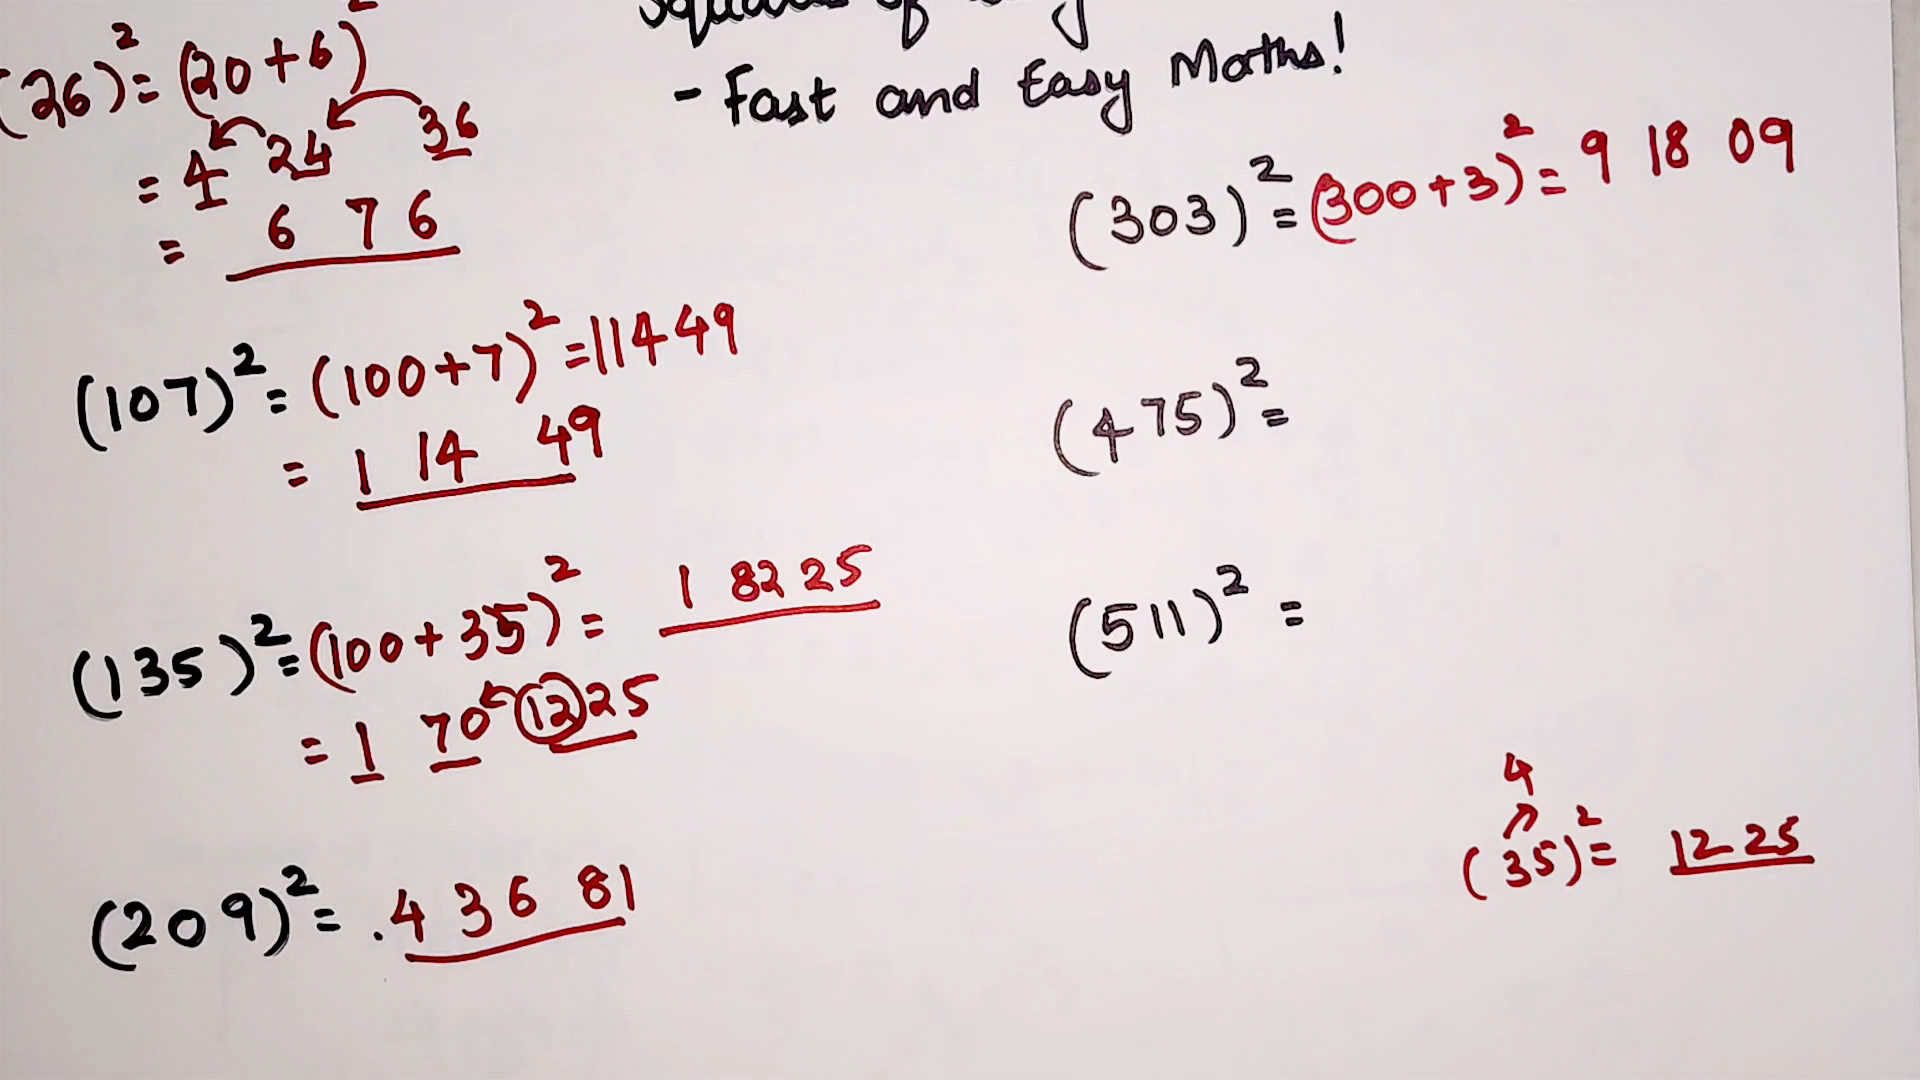 - Fast and Easy Maths!
(26)² = (20+6)²
= 4 24 36
= 6 7 6
(107)² = (100+7)² = 11449
= 1 14 49
(135)² = (100+35)² = 1 82 25
= 1 70 12 25
(209)² = .4 36 81
(303)² = (300+3)² = 9 18 09
(475)² =
(511)² =
4
(35)² = 12 25